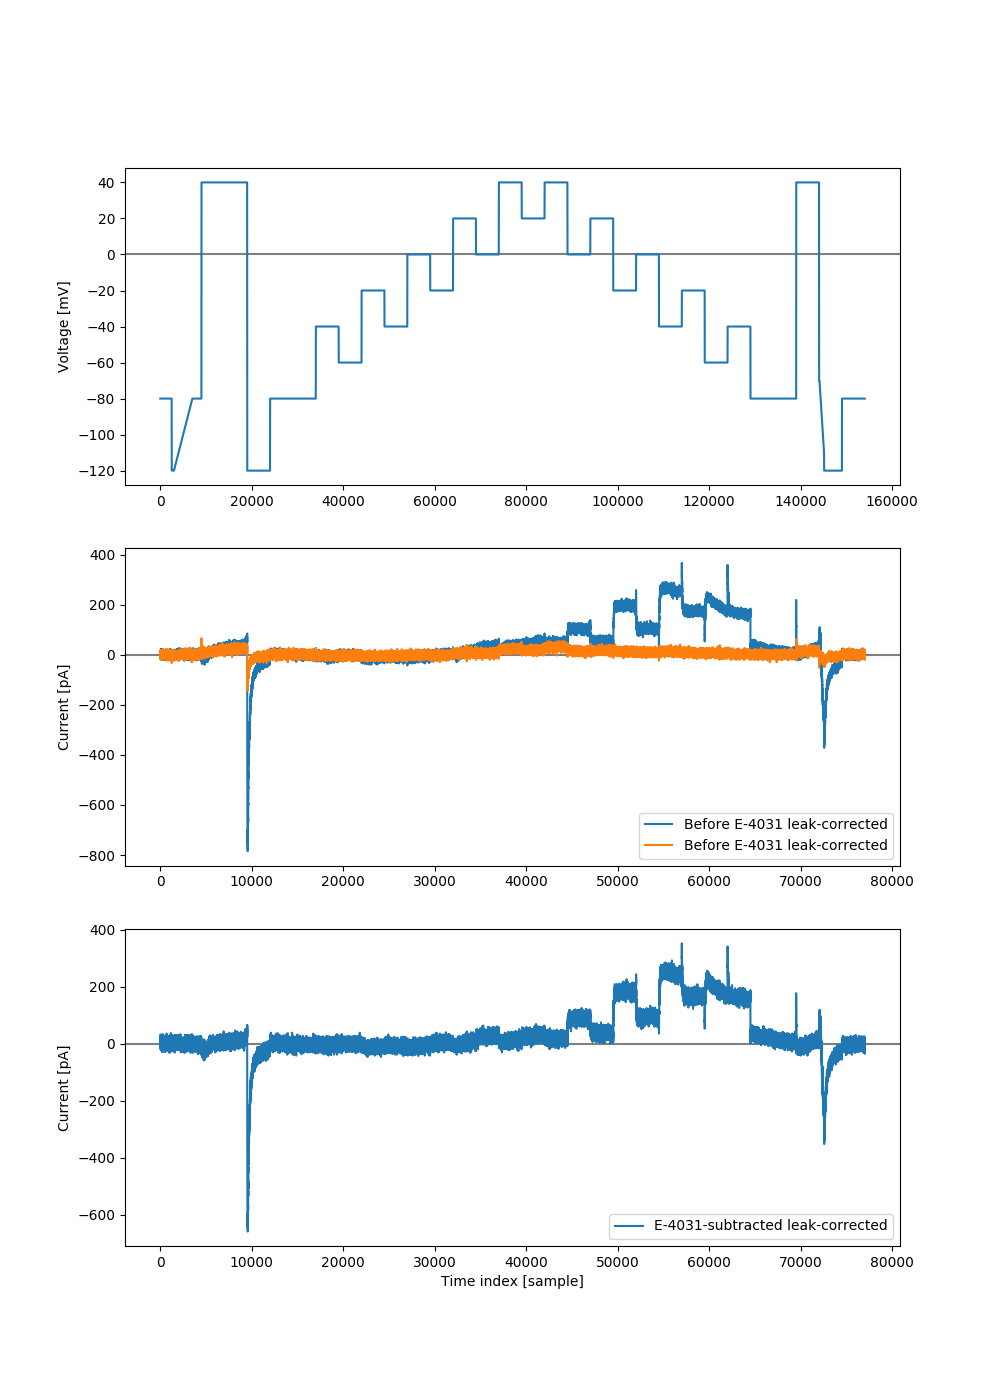 40
20
0
−20
−40
−60
−80
−100
−120
Voltage [mV]
0 20000 40000 60000 80000 100000 120000 140000 160000
400
200
0
−200
−400
−600
−800
Current [pA]
Before E-4031 leak-corrected
Before E-4031 leak-corrected
0 10000 20000 30000 40000 50000 60000 70000 80000
400
200
0
−200
−400
−600
Current [pA]
E-4031-subtracted leak-corrected
0 10000 20000 30000 40000 50000 60000 70000 80000
Time index [sample]